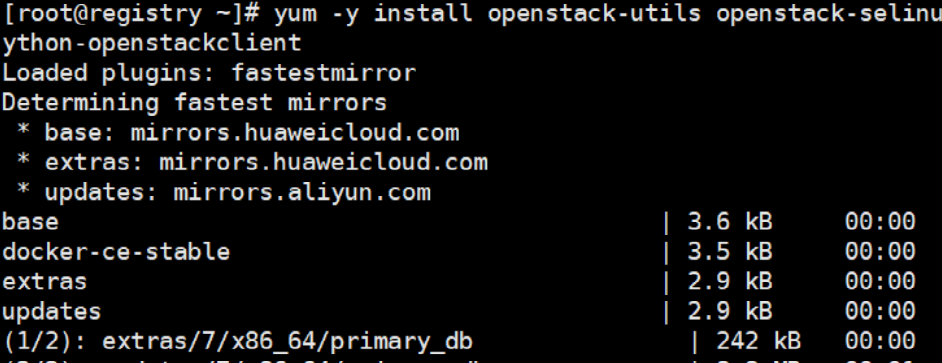 [root@registry ~]# yum -y install openstack-utils openstack-selinu
ython-openstackclient
Loaded plugins: fastestmirror
Determining fastest mirrors
 * base: mirrors.huaweicloud.com
 * extras: mirrors.huaweicloud.com
 * updates: mirrors.aliyun.com
base | 3.6 kB 00:00
docker-ce-stable | 3.5 kB 00:00
extras | 2.9 kB 00:00
updates | 2.9 kB 00:00
(1/2): extras/7/x86_64/primary_db | 242 kB 00:00